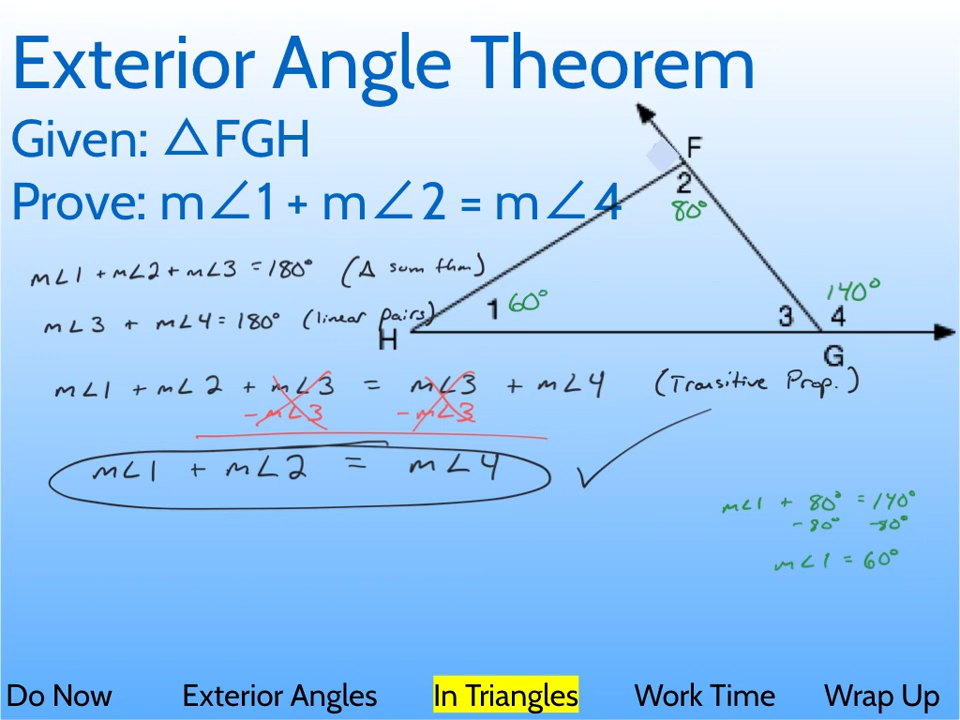 Exterior Angle Theorem
Given: △FGH
Prove: m∠1 + m∠2 = m∠4
F
2
80°
m∠1 + m∠2 + m∠3 = 180° (Δ sum thm)
1 60°
140°
m∠3 + m∠4 = 180° (linear pairs)
3 4
H
G
m∠1 + m∠2 + m∠3 = m∠3 + m∠4 (Transitive Prop.)
-m∠3 -m∠3
m∠1 + m∠2 = m∠4
m∠1 + 80° = 140°
-80° -80°
m∠1 = 60°
Do Now Exterior Angles In Triangles Work Time Wrap Up